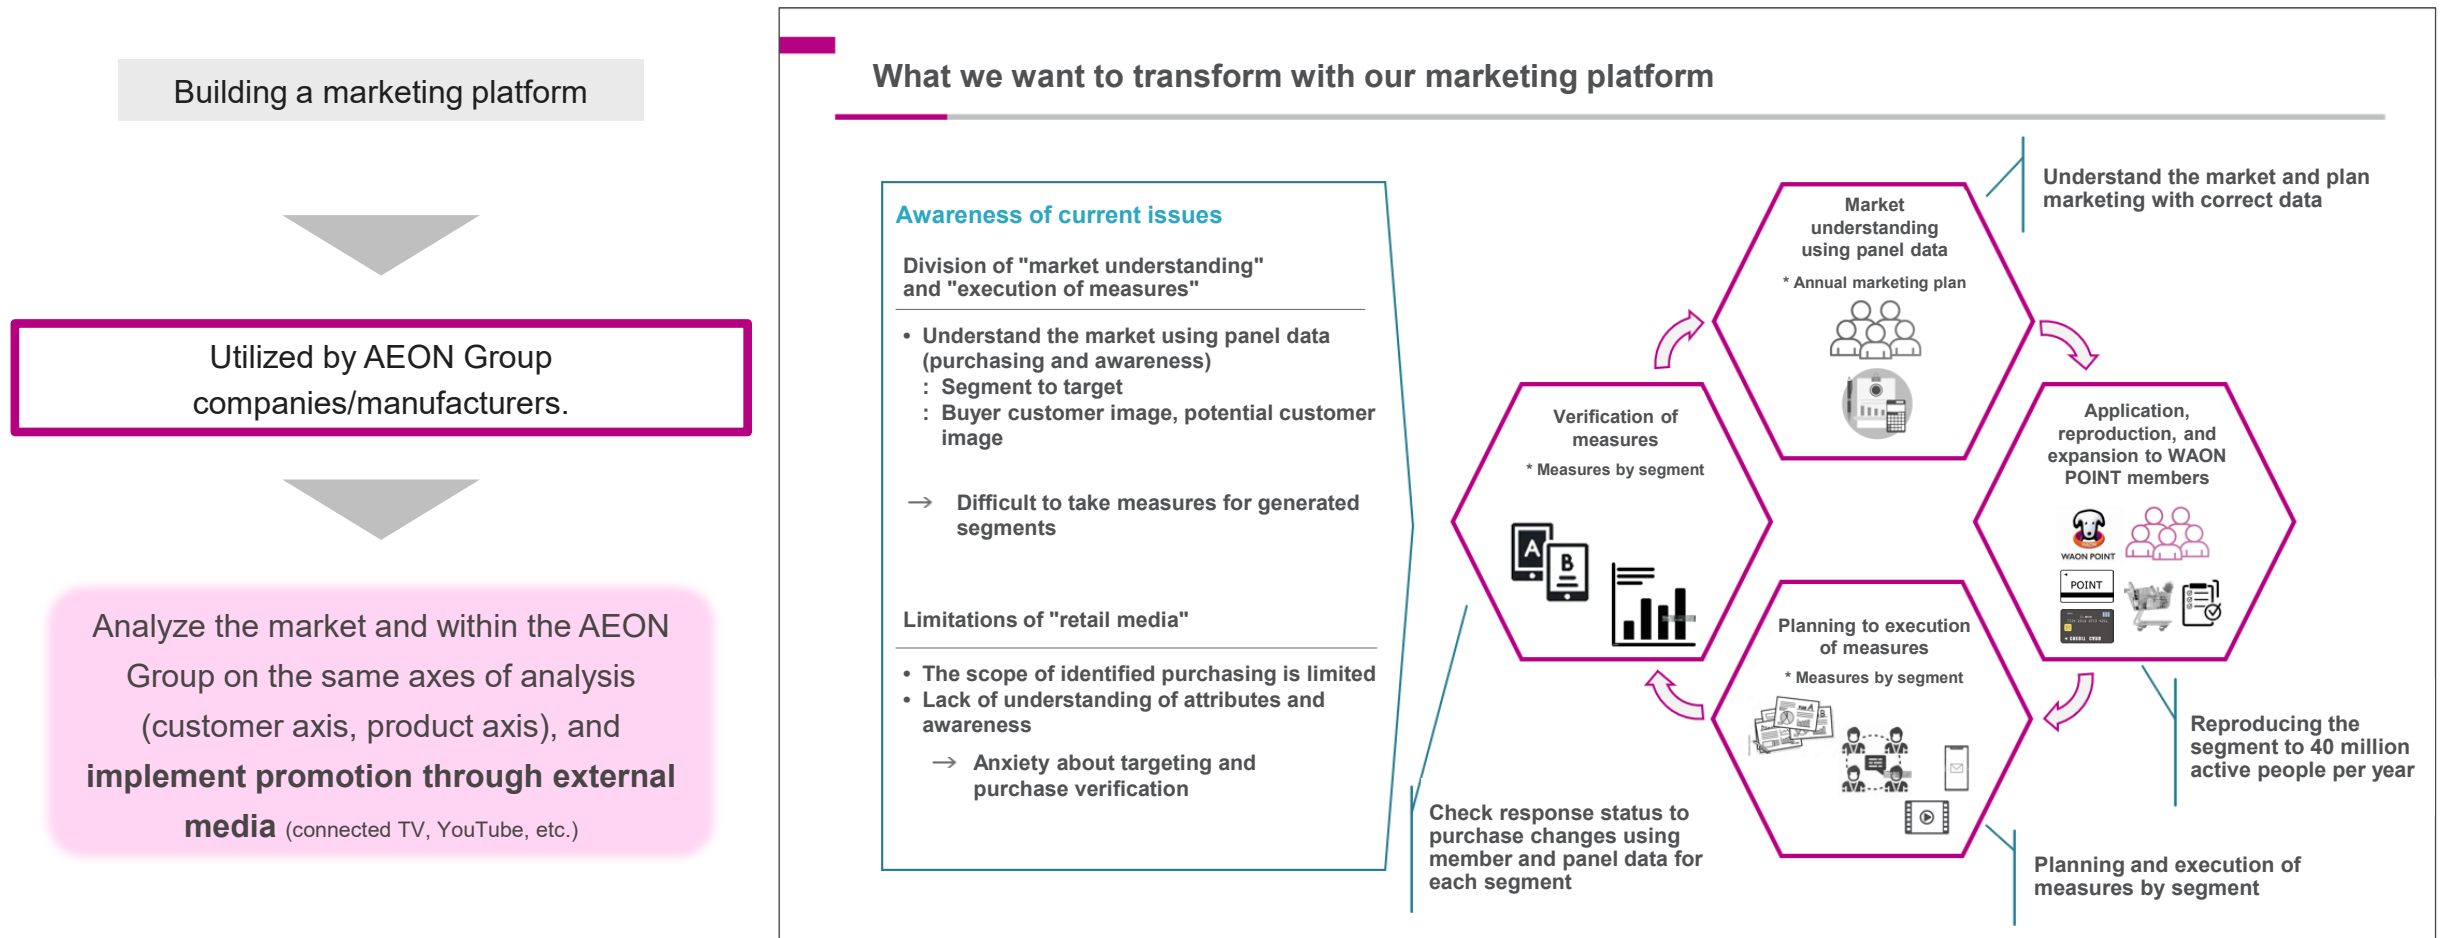 Building a marketing platform
Utilized by AEON Group
companies/manufacturers.
Analyze the market and within the AEON
Group on the same axes of analysis
(customer axis, product axis), and
implement promotion through external
media (connected TV, YouTube, etc.)
What we want to transform with our marketing platform
Awareness of current issues
Division of "market understanding"
and "execution of measures"
• Understand the market using panel data
(purchasing and awareness)
: Segment to target
: Buyer customer image, potential customer
image
→ Difficult to take measures for generated
segments
Limitations of "retail media"
• The scope of identified purchasing is limited
• Lack of understanding of attributes and
awareness
→ Anxiety about targeting and
purchase verification
Market
understanding
using panel data
* Annual marketing plan
Understand the market and plan
marketing with correct data
Application,
reproduction, and
expansion to WAON
POINT members
WAON POINT
POINT
Reproducing the
segment to 40 million
active people per year
Planning to execution
of measures
* Measures by segment
A
B
Planning and execution of
measures by segment
Verification of
measures
* Measures by segment
A
B
Check response status to
purchase changes using
member and panel data for
each segment